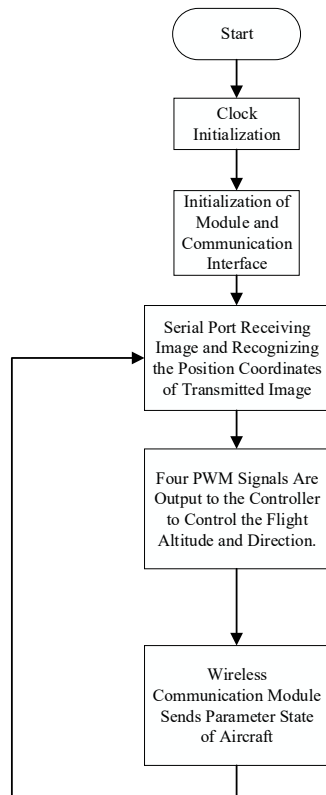 Start
Clock
Initialization
Initialization of
Module and
Communication
Interface
Serial Port Receiving
Image and Recognizing
the Position Coordinates
of Transmitted Image
Four PWM Signals Are
Output to the Controller
to Control the Flight
Altitude and Direction.
Wireless
Communication Module
Sends Parameter State
of Aircraft